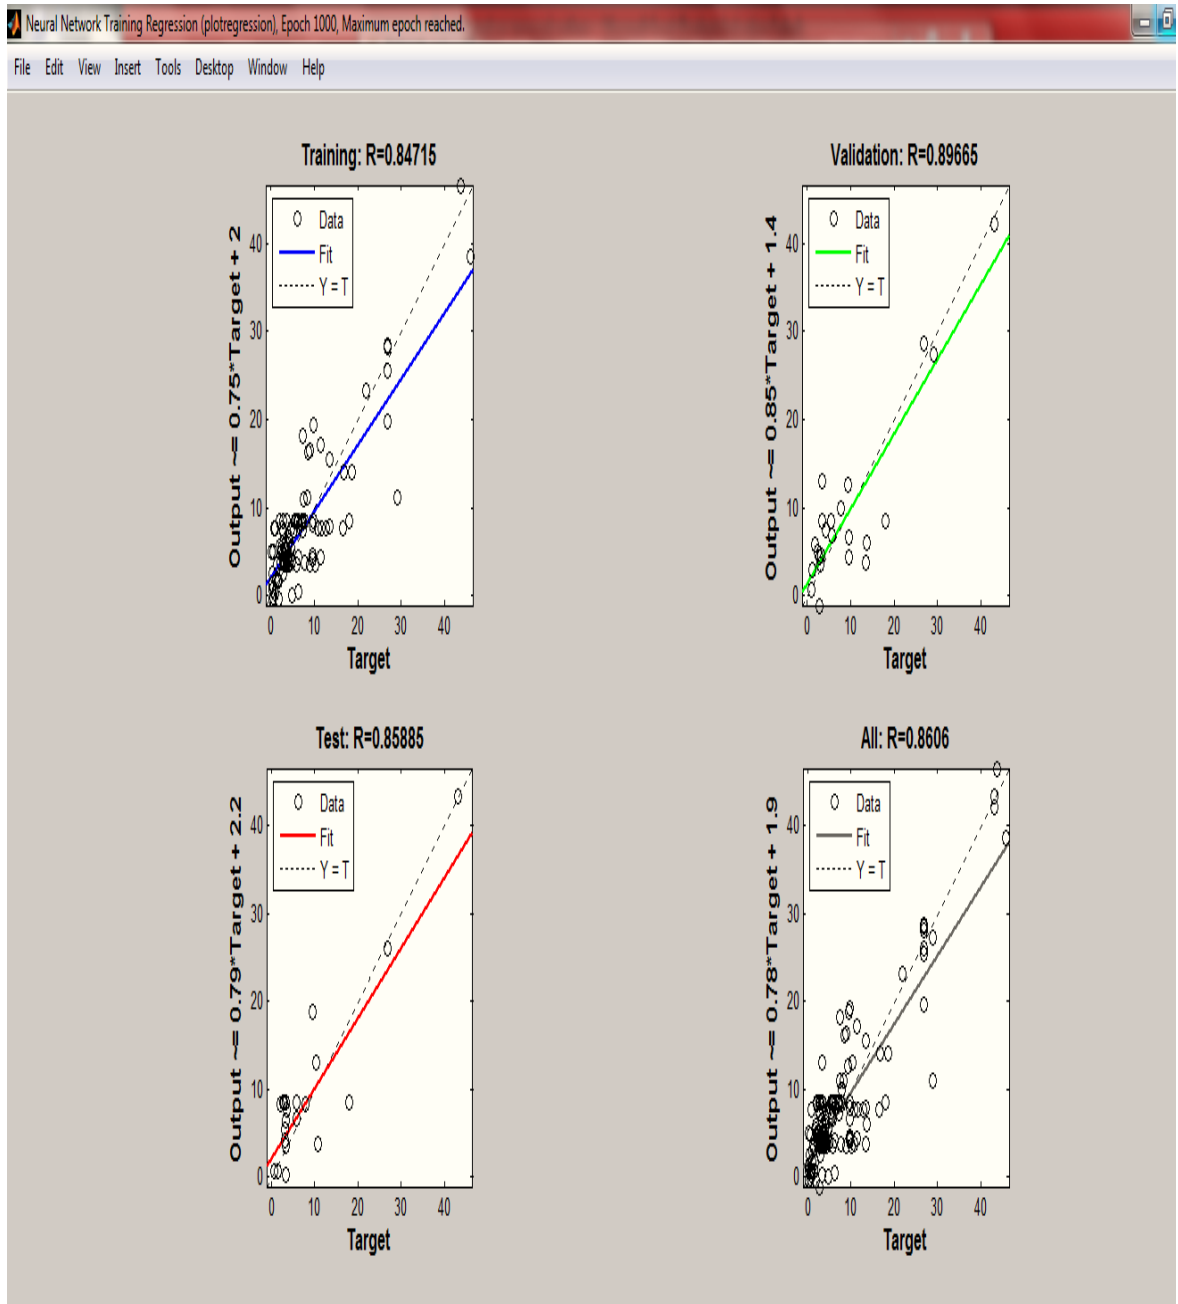 Neural Network Training Regression (plotregression), Epoch 1000, Maximum epoch reached.
File Edit View Insert Tools Desktop Window Help
Training: R=0.84715
Output ~= 0.75*Target + 2
Data
Fit
Y = T
40
30
20
10
0
0 10 20 30 40
Target
Validation: R=0.89665
Output ~= 0.85*Target + 1.4
Data
Fit
Y = T
40
30
20
10
0
0 10 20 30 40
Target
Test: R=0.85885
Output ~= 0.79*Target + 2.2
Data
Fit
Y = T
40
30
20
10
0
0 10 20 30 40
Target
All: R=0.8606
Output ~= 0.78*Target + 1.9
Data
Fit
Y = T
40
30
20
10
0
0 10 20 30 40
Target